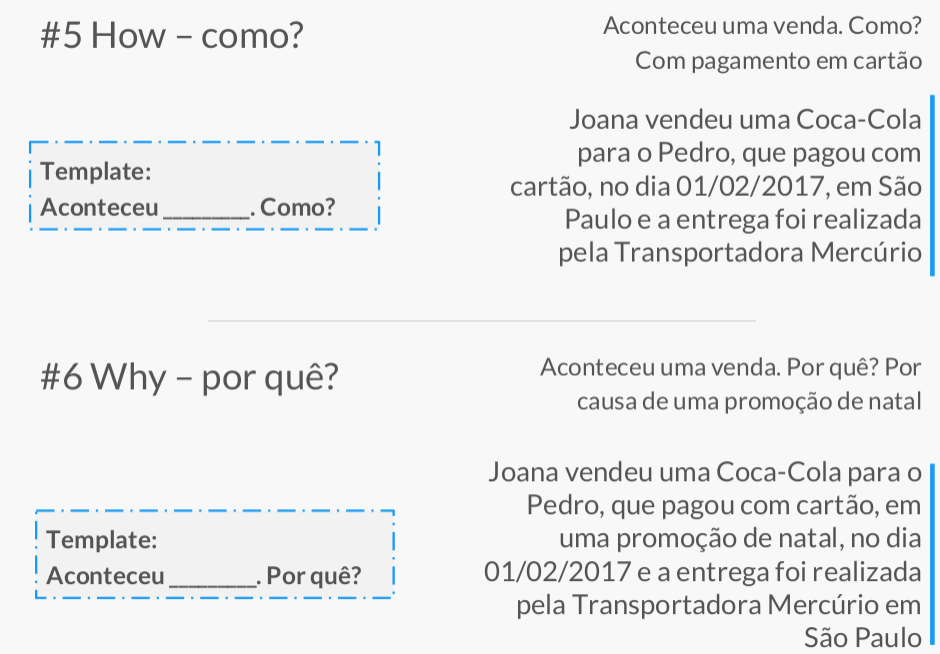 #5 How – como?
Aconteceu uma venda. Como?
Com pagamento em cartão
Template:
Aconteceu _________. Como?
Joana vendeu uma Coca-Cola
para o Pedro, que pagou com
cartão, no dia 01/02/2017, em São
Paulo e a entrega foi realizada
pela Transportadora Mercúrio
#6 Why – por quê?
Aconteceu uma venda. Por quê? Por
causa de uma promoção de natal
Template:
Aconteceu _________. Por quê?
Joana vendeu uma Coca-Cola para o
Pedro, que pagou com cartão, em
uma promoção de natal, no dia
01/02/2017 e a entrega foi realizada
pela Transportadora Mercúrio em
São Paulo